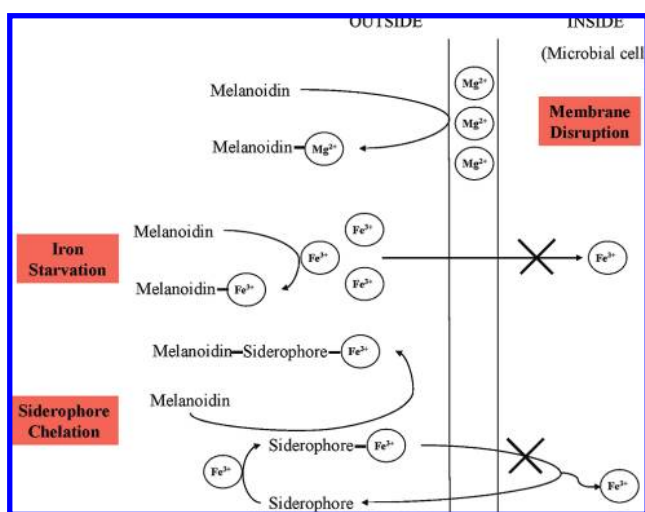 OUTSIDE INSIDE
(Microbial cell
Melanoidin Mg²⁺
Mg²⁺ Membrane
Disruption
Melanoidin Mg²⁺
Mg²⁺
Melanoidin Fe³⁺
Iron
Starvation
Fe³⁺ Fe³⁺
Melanoidin Fe³⁺ Fe³⁺
Melanoidin Siderophore Fe³⁺
Melanoidin
Siderophore
Chelation
Siderophore Fe³⁺
Fe³⁺
Siderophore Fe³⁺